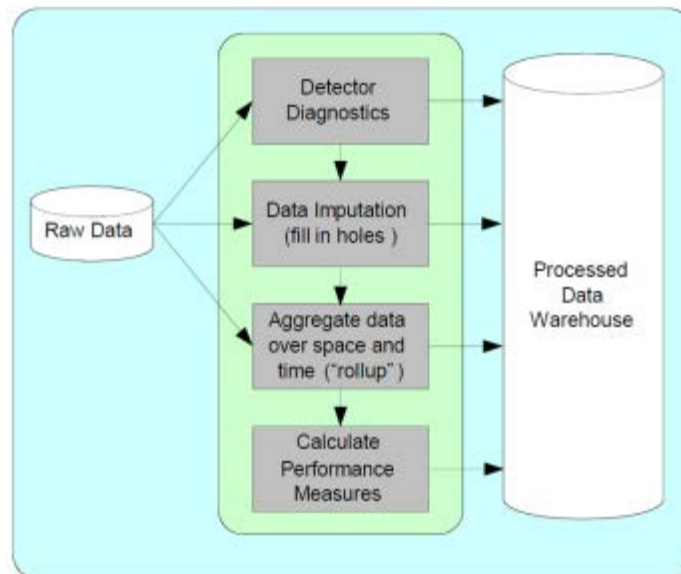 Detector
Diagnostics
Raw Data
Data Imputation
(fill in holes )
Aggregate data
over space and
time ("rollup" )
Calculate
Performance
Measures
Processed
Data
Warehouse